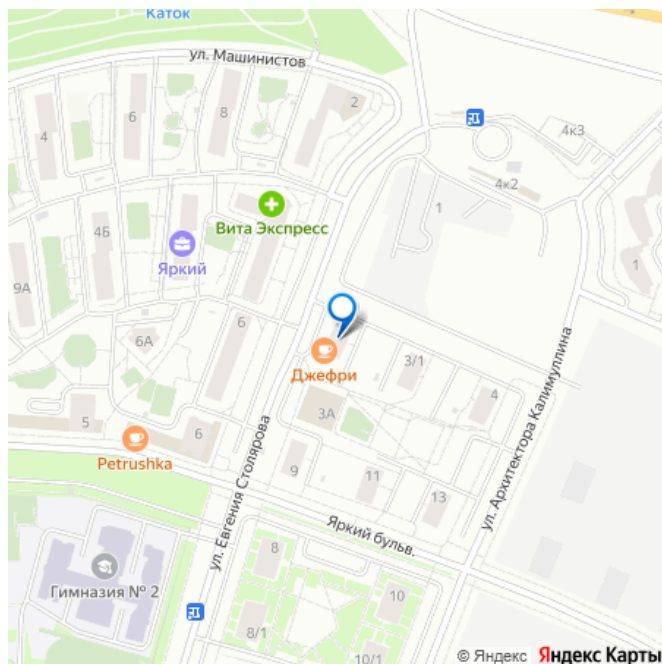 Каток
ул. Машинистов
2
8
6
4
4к3
4к2
1
Вита Экспресс
4Б
Яркий
1
9А
6
6А
Джефри
3/1
4
ул. Архитектора Калимуллина
3А
5
6
Petrushka
ул. Евгения Столярова
9
11
13
Яркий бульв.
8
Гимназия № 2
10
8/1
10/1
© Яндекс Яндекс Карты